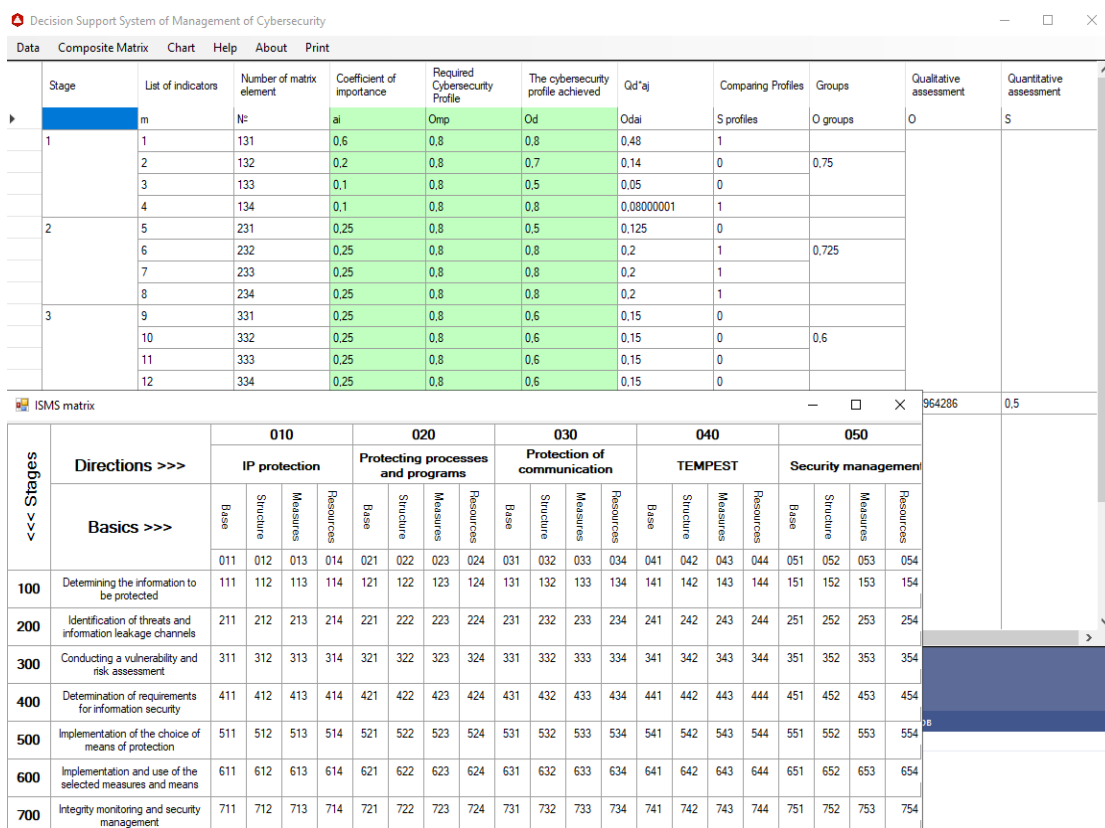 Decision Support System of Management of Cybersecurity
Data Composite Matrix Chart Help About Print
Stage List of indicators Number of matrix element Coefficient of importance Required Cybersecurity Profile The cybersecurity profile achieved Qd*aj Comparing Profiles Groups Qualitative assessment Quantitative assessment
m № ai Omp Od Odai S profiles O groups O S
1 1 131 0,6 0,8 0,8 0,48 1
2 132 0,2 0,8 0,7 0,14 0 0,75
3 133 0,1 0,8 0,5 0,05 0
4 134 0,1 0,8 0,8 0,08000001 1
2 5 231 0,25 0,8 0,5 0,125 0
6 232 0,25 0,8 0,8 0,2 1 0,725
7 233 0,25 0,8 0,8 0,2 1
8 234 0,25 0,8 0,8 0,2 1
3 9 331 0,25 0,8 0,6 0,15 0
10 332 0,25 0,8 0,6 0,15 0 0,6
11 333 0,25 0,8 0,6 0,15 0
12 334 0,25 0,8 0,6 0,15 0
964286 0,5
ISMS matrix
<<< Stages
Directions >>>
010 020 030 040 050
IP protection Protecting processes and programs Protection of communication TEMPEST Security management
Basics >>>
Base Structure Measures Resources Base Structure Measures Resources Base Structure Measures Resources Base Structure Measures Resources Base Structure Measures Resources
011 012 013 014 021 022 023 024 031 032 033 034 041 042 043 044 051 052 053 054
100 Determining the information to be protected 111 112 113 114 121 122 123 124 131 132 133 134 141 142 143 144 151 152 153 154
200 Identification of threats and information leakage channels 211 212 213 214 221 222 223 224 231 232 233 234 241 242 243 244 251 252 253 254
300 Conducting a vulnerability and risk assessment 311 312 313 314 321 322 323 324 331 332 333 334 341 342 343 344 351 352 353 354
400 Determination of requirements for information security 411 412 413 414 421 422 423 424 431 432 433 434 441 442 443 444 451 452 453 454
500 Implementation of the choice of means of protection 511 512 513 514 521 522 523 524 531 532 533 534 541 542 543 544 551 552 553 554
600 Implementation and use of the selected measures and means 611 612 613 614 621 622 623 624 631 632 633 634 641 642 643 644 651 652 653 654
700 Integrity monitoring and security management 711 712 713 714 721 722 723 724 731 732 733 734 741 742 743 744 751 752 753 754